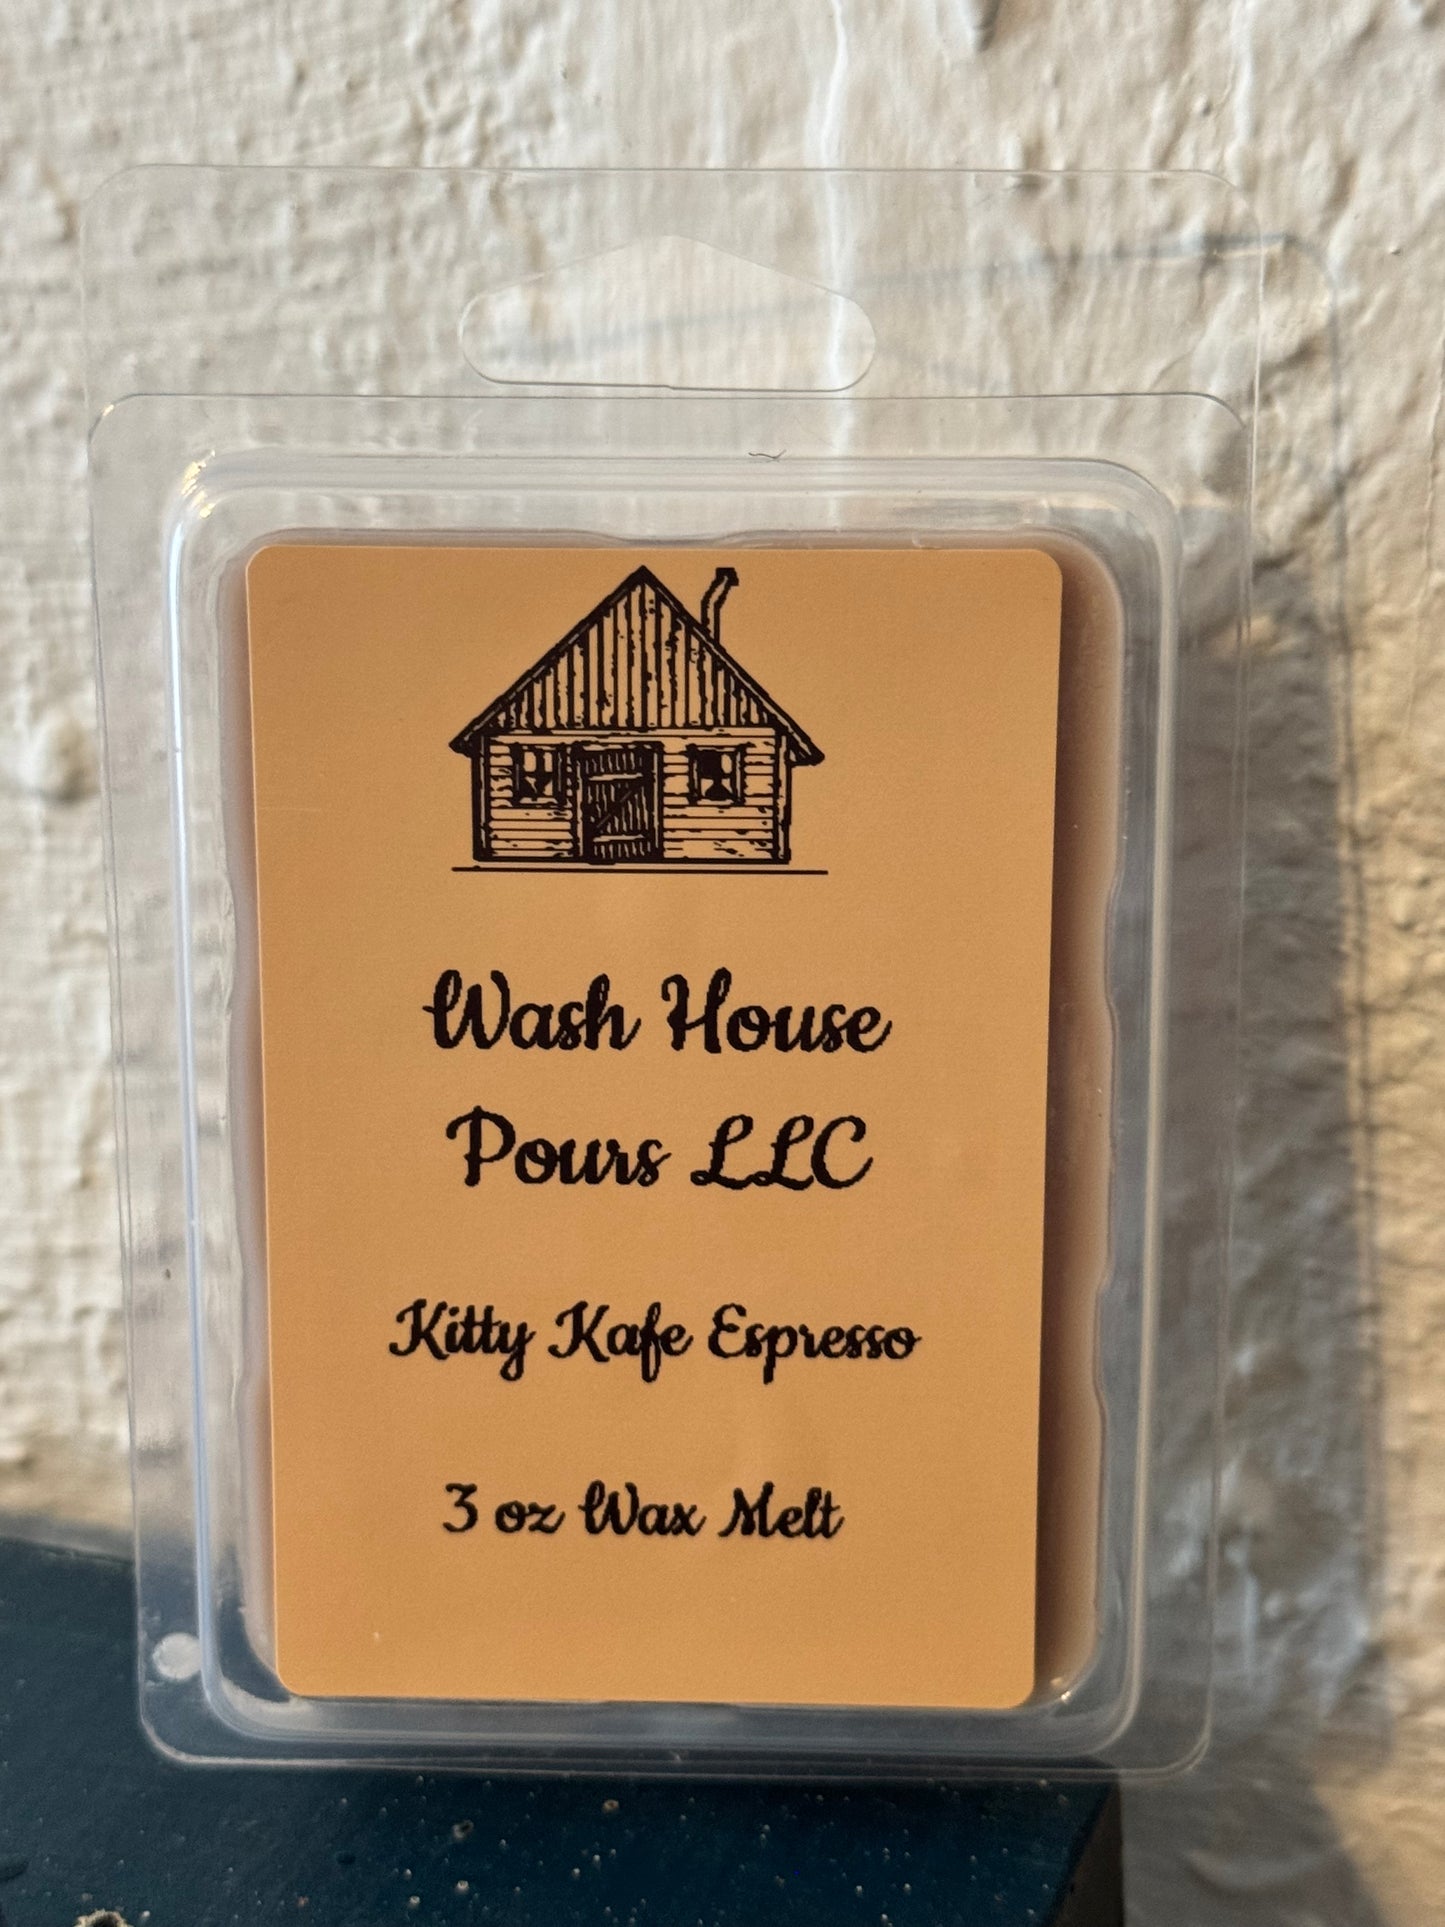 Wash House
Pours LLC
Kitty Kafe Espresso
3 oz Wax Melt